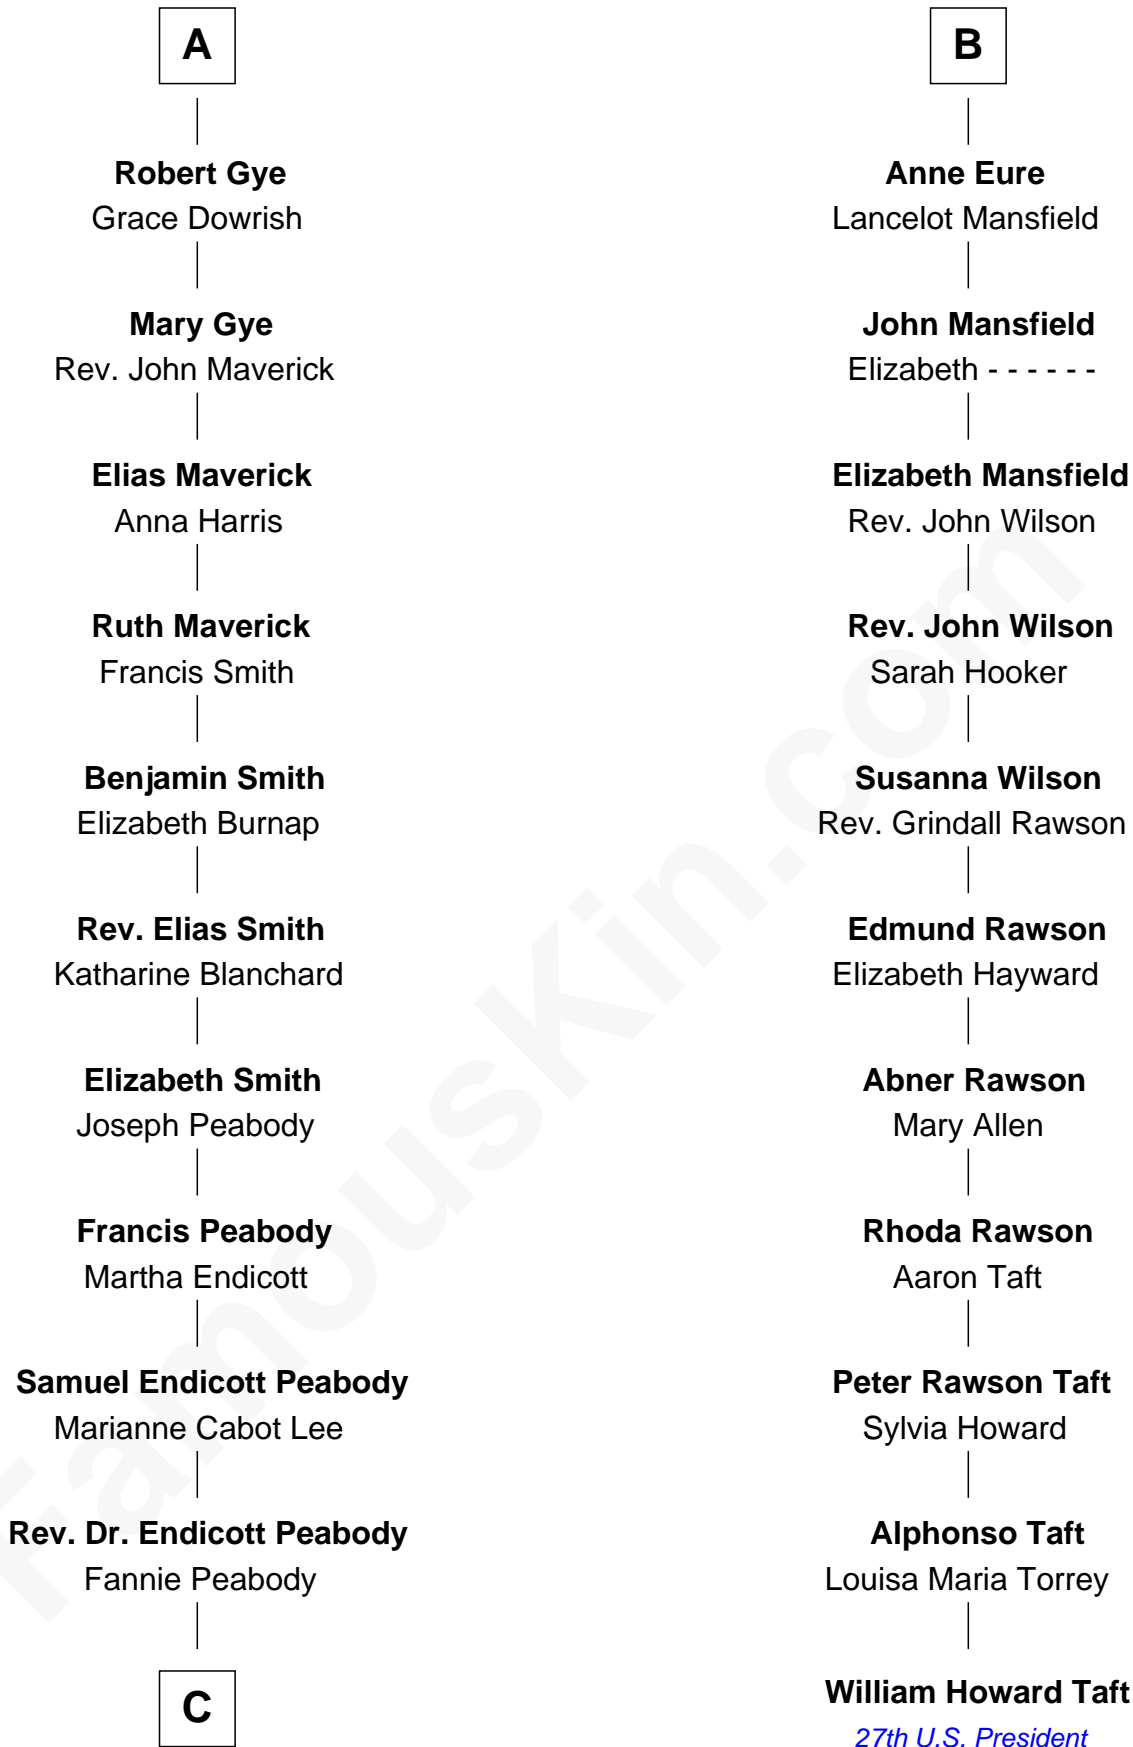 A
Robert Gye
Grace Dowrish
Mary Gye
Rev. John Maverick
Elias Maverick
Anna Harris
Ruth Maverick
Francis Smith
Benjamin Smith
Elizabeth Burnap
Rev. Elias Smith
Katharine Blanchard
Elizabeth Smith
Joseph Peabody
Francis Peabody
Martha Endicott
Samuel Endicott Peabody
Marianne Cabot Lee
Rev. Dr. Endicott Peabody
Fannie Peabody
C
B
Anne Eure
Lancelot Mansfield
John Mansfield
Elizabeth - - - - - -
Elizabeth Mansfield
Rev. John Wilson
Rev. John Wilson
Sarah Hooker
Susanna Wilson
Rev. Grindall Rawson
Edmund Rawson
Elizabeth Hayward
Abner Rawson
Mary Allen
Rhoda Rawson
Aaron Taft
Peter Rawson Taft
Sylvia Howard
Alphonso Taft
Louisa Maria Torrey
William Howard Taft
27th U.S. President
FamousKin.com